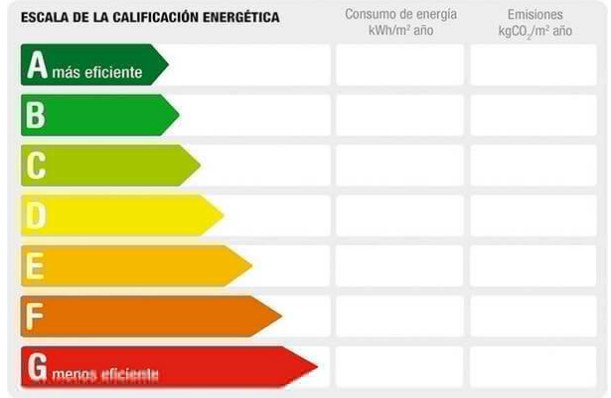 ESCALA DE LA CALIFICACIÓN ENERGÉTICA
Consumo de energía
kWh/m² año
Emisiones
kgCO₂/m² año
A más eficiente
B
C
D
E
F
G menos eficiente